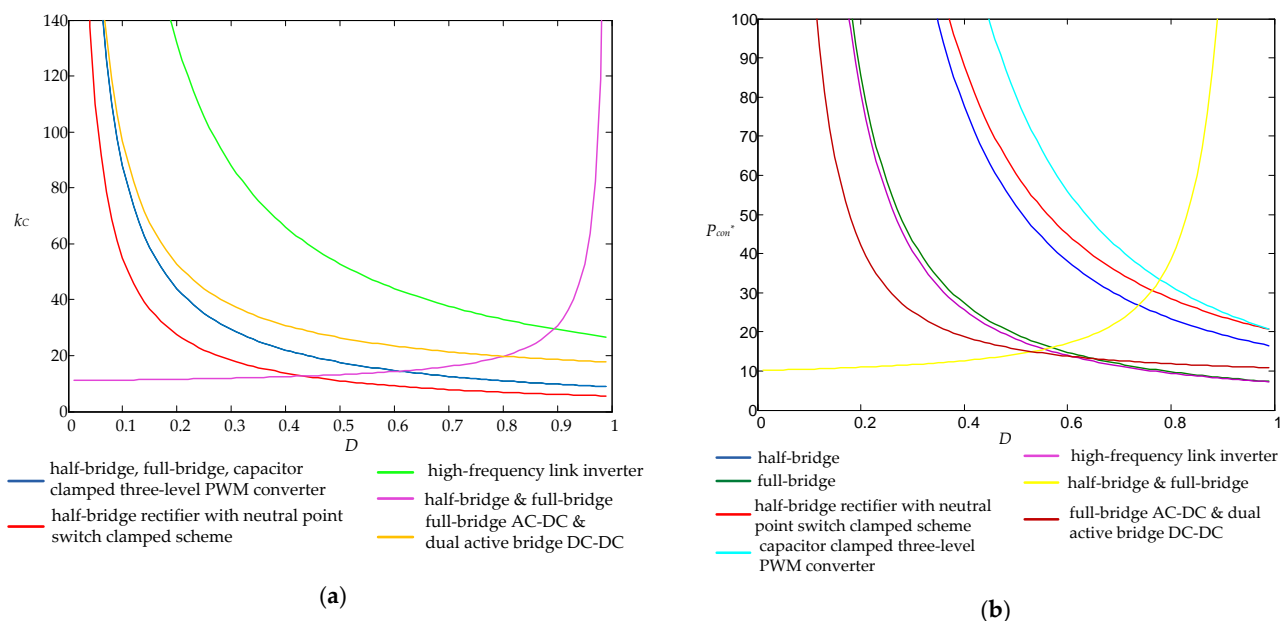 140
120
100
80
60
40
20
0
kC
0
0.1
0.2
0.3
0.4
0.5
0.6
0.7
0.8
0.9
1
D
half-bridge, full-bridge, capacitor
clamped three-level PWM converter
half-bridge rectifier with neutral point
switch clamped scheme
high-frequency link inverter
half-bridge & full-bridge
full-bridge AC-DC &
dual active bridge DC-DC
(a)
100
90
80
70
60
50
40
30
20
10
0
Pcon*
0
0.2
0.4
0.6
0.8
1
D
half-bridge
full-bridge
half-bridge rectifier with neutral
point switch clamped scheme
capacitor clamped three-level
PWM converter
high-frequency link inverter
half-bridge & full-bridge
full-bridge AC-DC & dual
active bridge DC-DC
(b)